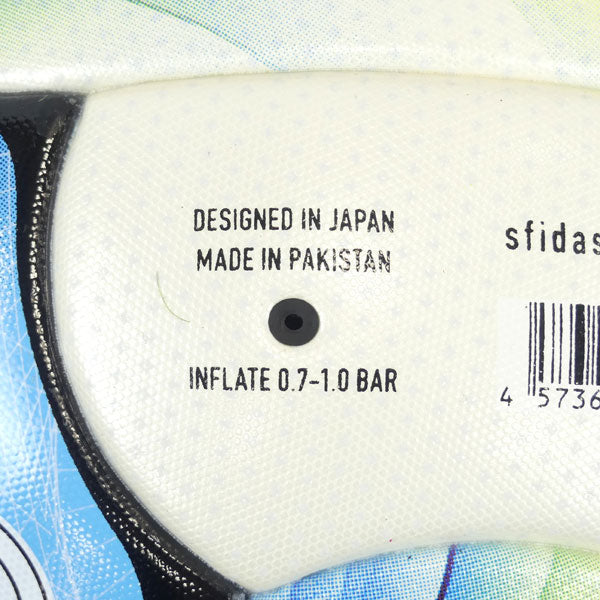 DESIGNED IN JAPAN
MADE IN PAKISTAN
INFLATE 0.7-1.0 BAR
sfidas
4 5736